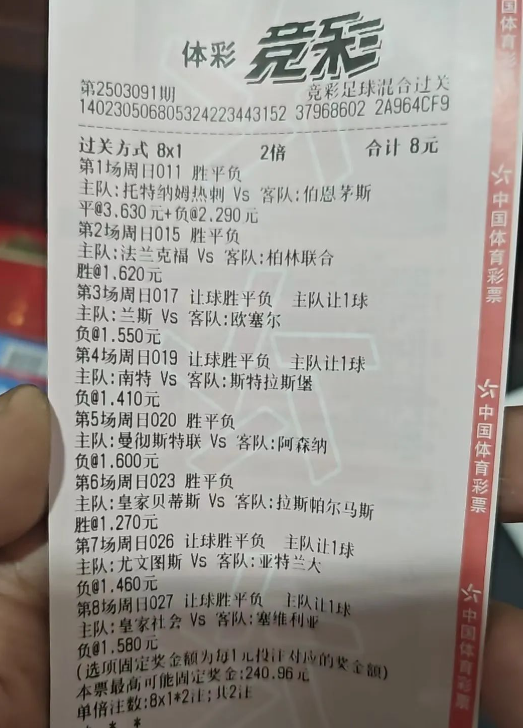 体彩 竞彩
第2503091期 竞彩足球混合过关
140230506805324223443152 37968602 2A964CF9
过关方式 8x1 2倍 合计 8元
第1场周日011 胜平负
主队:托特纳姆热刺 Vs 客队:伯恩茅斯
平@3.630元+负@2.290元
第2场周日015 胜平负
主队:法兰克福 Vs 客队:柏林联合
胜@1.620元
第3场周日017 让球胜平负 主队让1球
主队:兰斯 Vs 客队:欧塞尔
负@1.550元
第4场周日019 让球胜平负 主队让1球
主队:南特 Vs 客队:斯特拉斯堡
负@1.410元
第5场周日020 胜平负
主队:曼彻斯特联 Vs 客队:阿森纳
负@1.600元
第6场周日023 胜平负
主队:皇家贝蒂斯 Vs 客队:拉斯帕尔马斯
胜@1.270元
第7场周日026 让球胜平负 主队让1球
主队:尤文图斯 Vs 客队:亚特兰大
负@1.460元
第8场周日027 让球胜平负 主队让1球
主队:皇家社会 Vs 客队:塞维利亚
负@1.580元
(选项固定奖金额为每1元投注对应的奖金额)
本票最高可能固定奖金:240.96元
单倍注数:8x1*2注;共2注
国体育彩
中国体育彩票
中国体育彩票
中国体育彩票